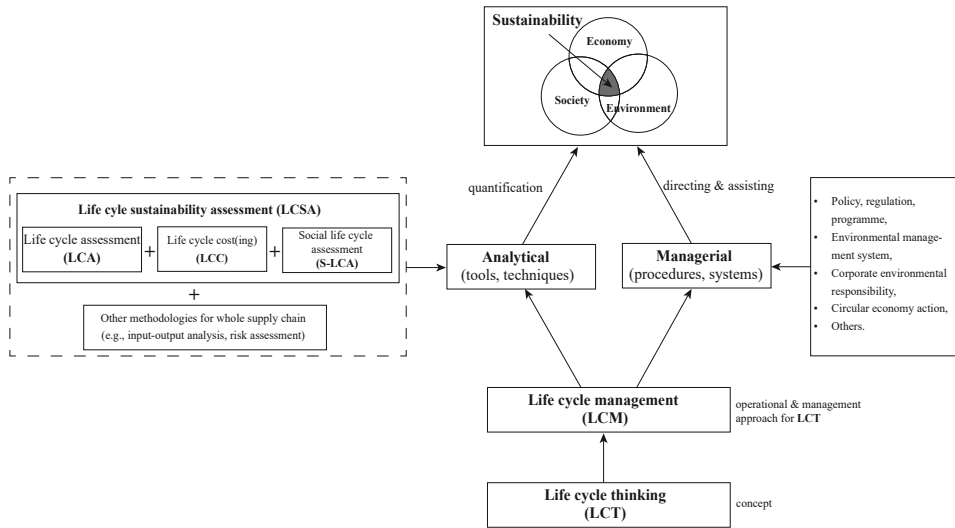 Sustainability
Economy
Society
Environment
quantification
directing & assisting
Life cyle sustainability assessment (LCSA)
Life cycle assessment
(LCA)
+
Life cycle cost(ing)
(LCC)
+
Social life cycle
assessment
(S-LCA)
+
Other methodologies for whole supply chain
(e.g., input-output analysis, risk assessment)
Analytical
(tools, techniques)
Managerial
(procedures, systems)
• Policy, regulation,
programme,
• Environmental manage-
ment system,
• Corporate environmental
responsibility,
• Circular economy action,
• Others.
Life cycle management
(LCM)
operational & management
approach for LCT
Life cycle thinking
(LCT)
concept